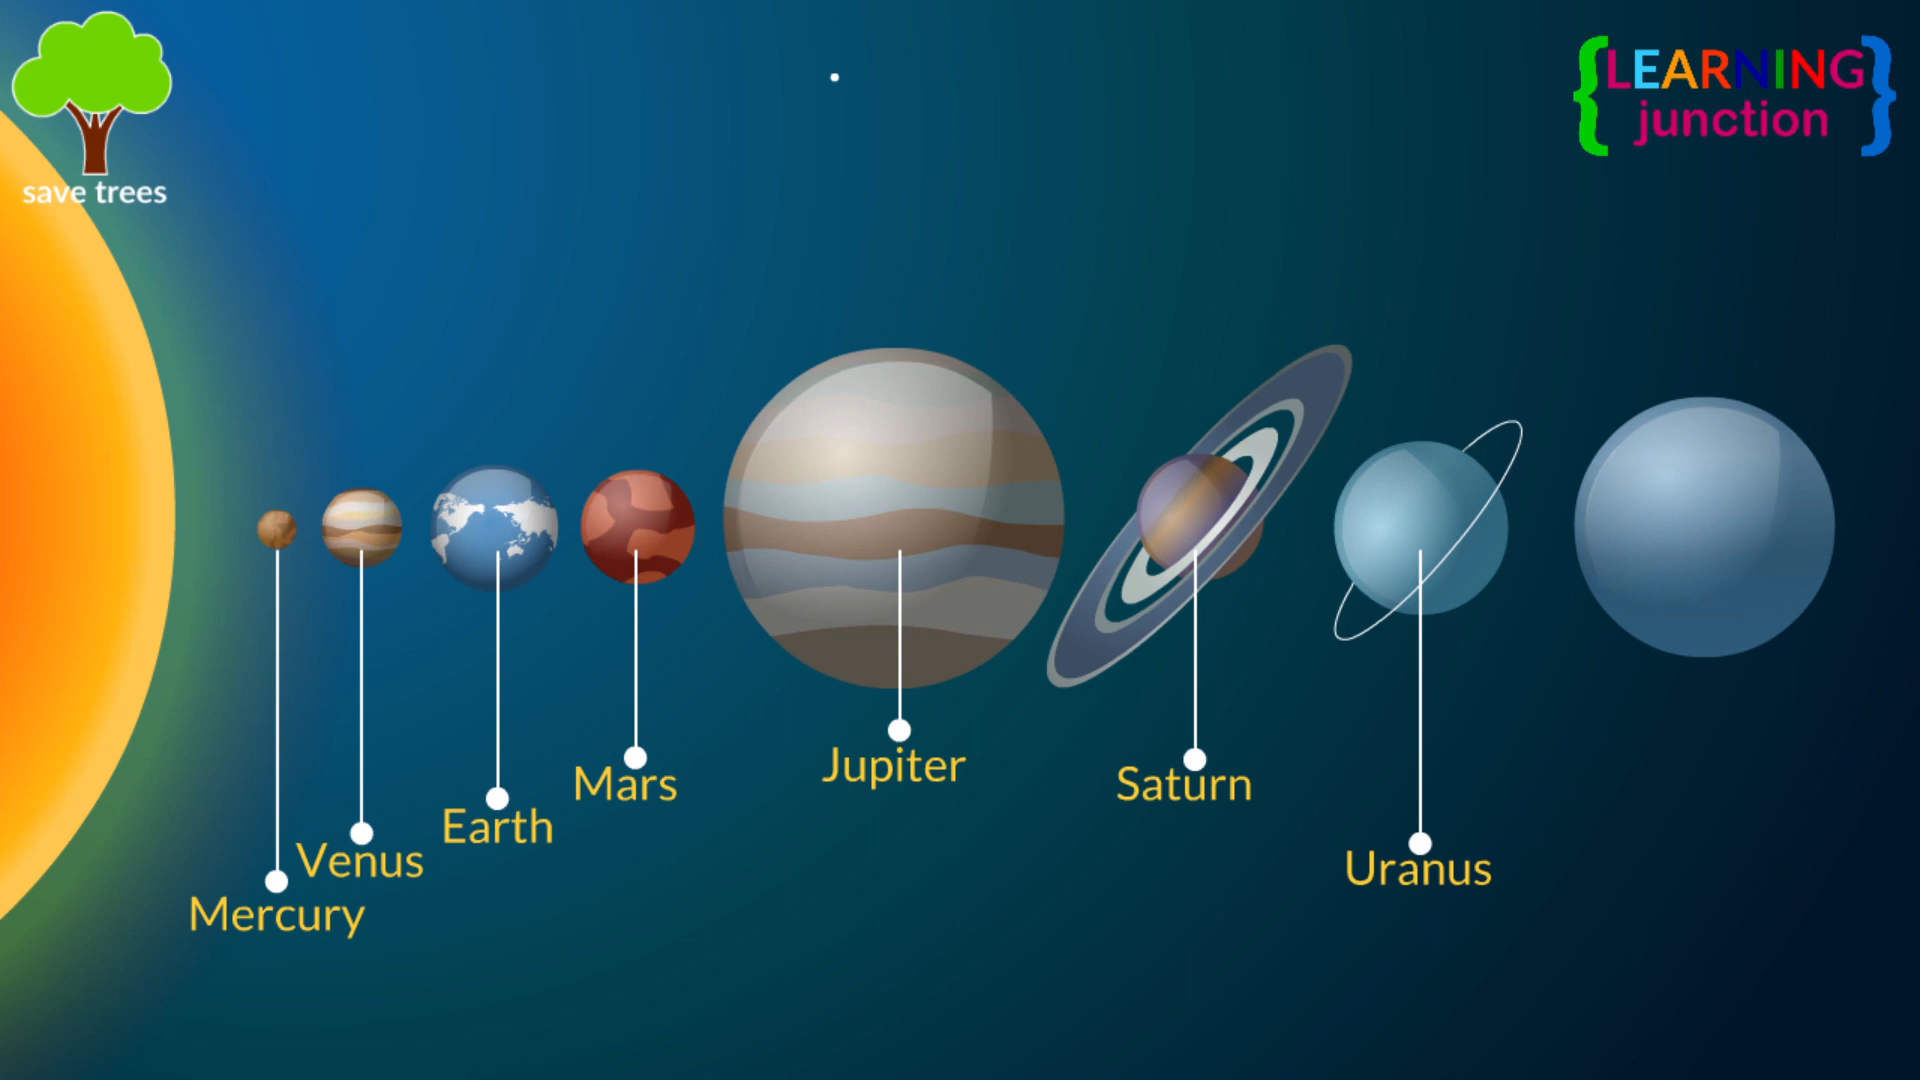 save trees
{LEARNING
junction}
Mercury
Venus
Earth
Mars
Jupiter
Saturn
Uranus